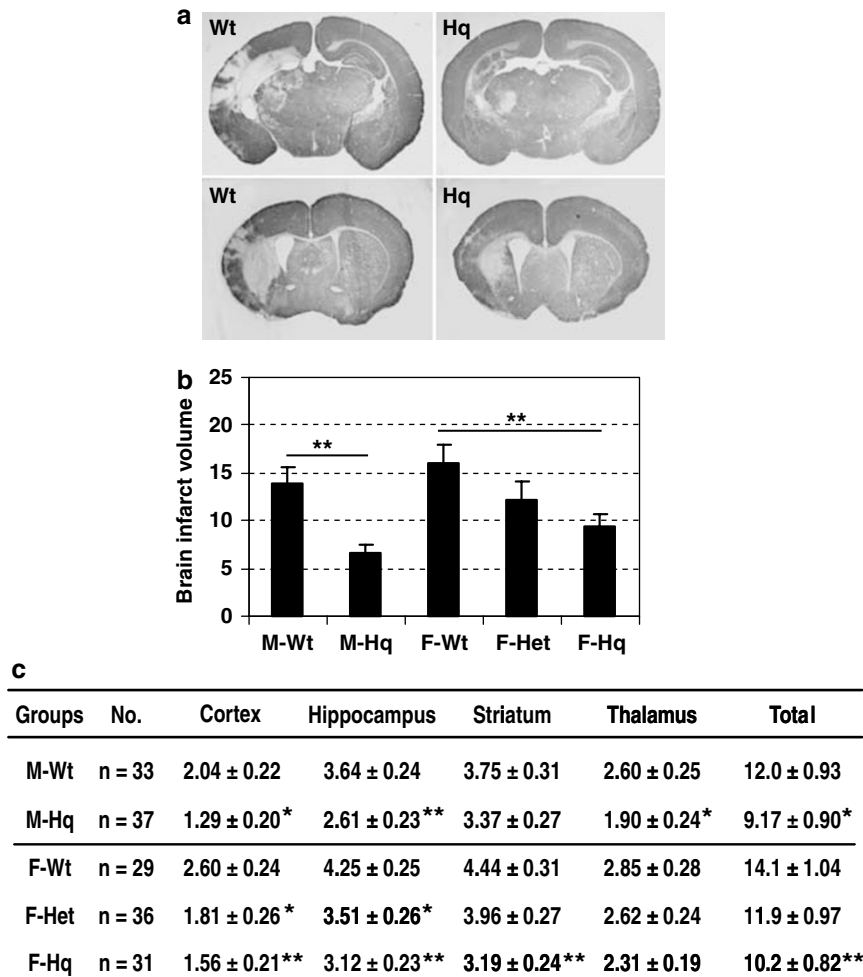 a
Wt Hq
Wt Hq
b
Brain infarct volume
25
20
15
10
5
0
** **
M-Wt M-Hq F-Wt F-Het F-Hq
c
Groups No. Cortex Hippocampus Striatum Thalamus Total
M-Wt n = 33 2.04 ± 0.22 3.64 ± 0.24 3.75 ± 0.31 2.60 ± 0.25 12.0 ± 0.93
M-Hq n = 37 1.29 ± 0.20* 2.61 ± 0.23** 3.37 ± 0.27 1.90 ± 0.24* 9.17 ± 0.90*
F-Wt n = 29 2.60 ± 0.24 4.25 ± 0.25 4.44 ± 0.31 2.85 ± 0.28 14.1 ± 1.04
F-Het n = 36 1.81 ± 0.26* 3.51 ± 0.26* 3.96 ± 0.27 2.62 ± 0.24 11.9 ± 0.97
F-Hq n = 31 1.56 ± 0.21** 3.12 ± 0.23** 3.19 ± 0.24** 2.31 ± 0.19 10.2 ± 0.82**